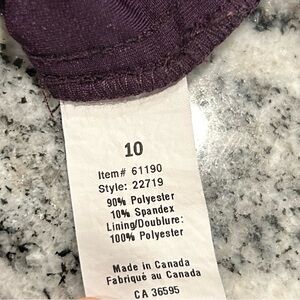 10
Item# 61190
Style: 22719
90% Polyester
10% Spandex
Lining/Doublure:
100% Polyester
Made in Canada
Fabriqué au Canada
CA 36595